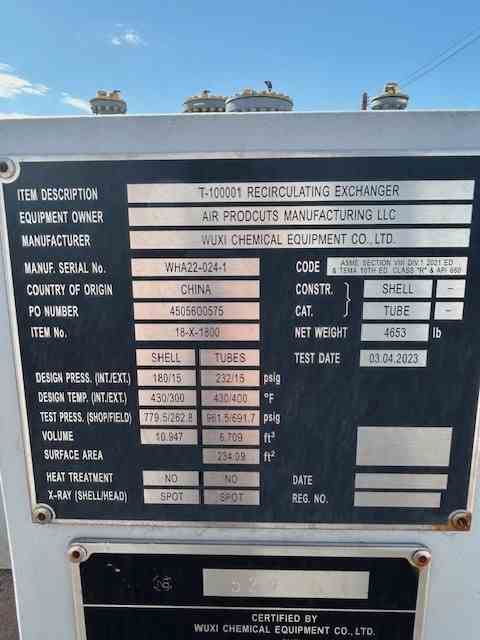 ITEM DESCRIPTION T-100001 RECIRCULATING EXCHANGER
EQUIPMENT OWNER AIR PRODCUTS MANUFACTURING LLC
MANUFACTURER WUXI CHEMICAL EQUIPMENT CO., LTD.
MANUF. SERIAL No. WHA22-024-1 CODE ASME SECTION VIII DIV.1 2021 ED
& TEMA 10TH ED. CLASS "R" & API 660
COUNTRY OF ORIGIN CHINA CONSTR. SHELL -
PO NUMBER 4505600575 CAT. TUBE -
ITEM No. 18-X-1800 NET WEIGHT 4653 lb
SHELL TUBES TEST DATE 03.04.2023
DESIGN PRESS. (INT./EXT.) 180/15 232/15 psig
DESIGN TEMP. (INT./EXT.) 430/300 430/400 °F
TEST PRESS. (SHOP/FIELD) 779.5/262.8 961.5/691.7 psig
VOLUME 10.947 6.709 ft³
SURFACE AREA 234.09 ft²
HEAT TREATMENT NO NO DATE
X-RAY (SHELL/HEAD) SPOT SPOT REG. NO.
CERTIFIED BY
WUXI CHEMICAL EQUIPMENT CO., LTD.